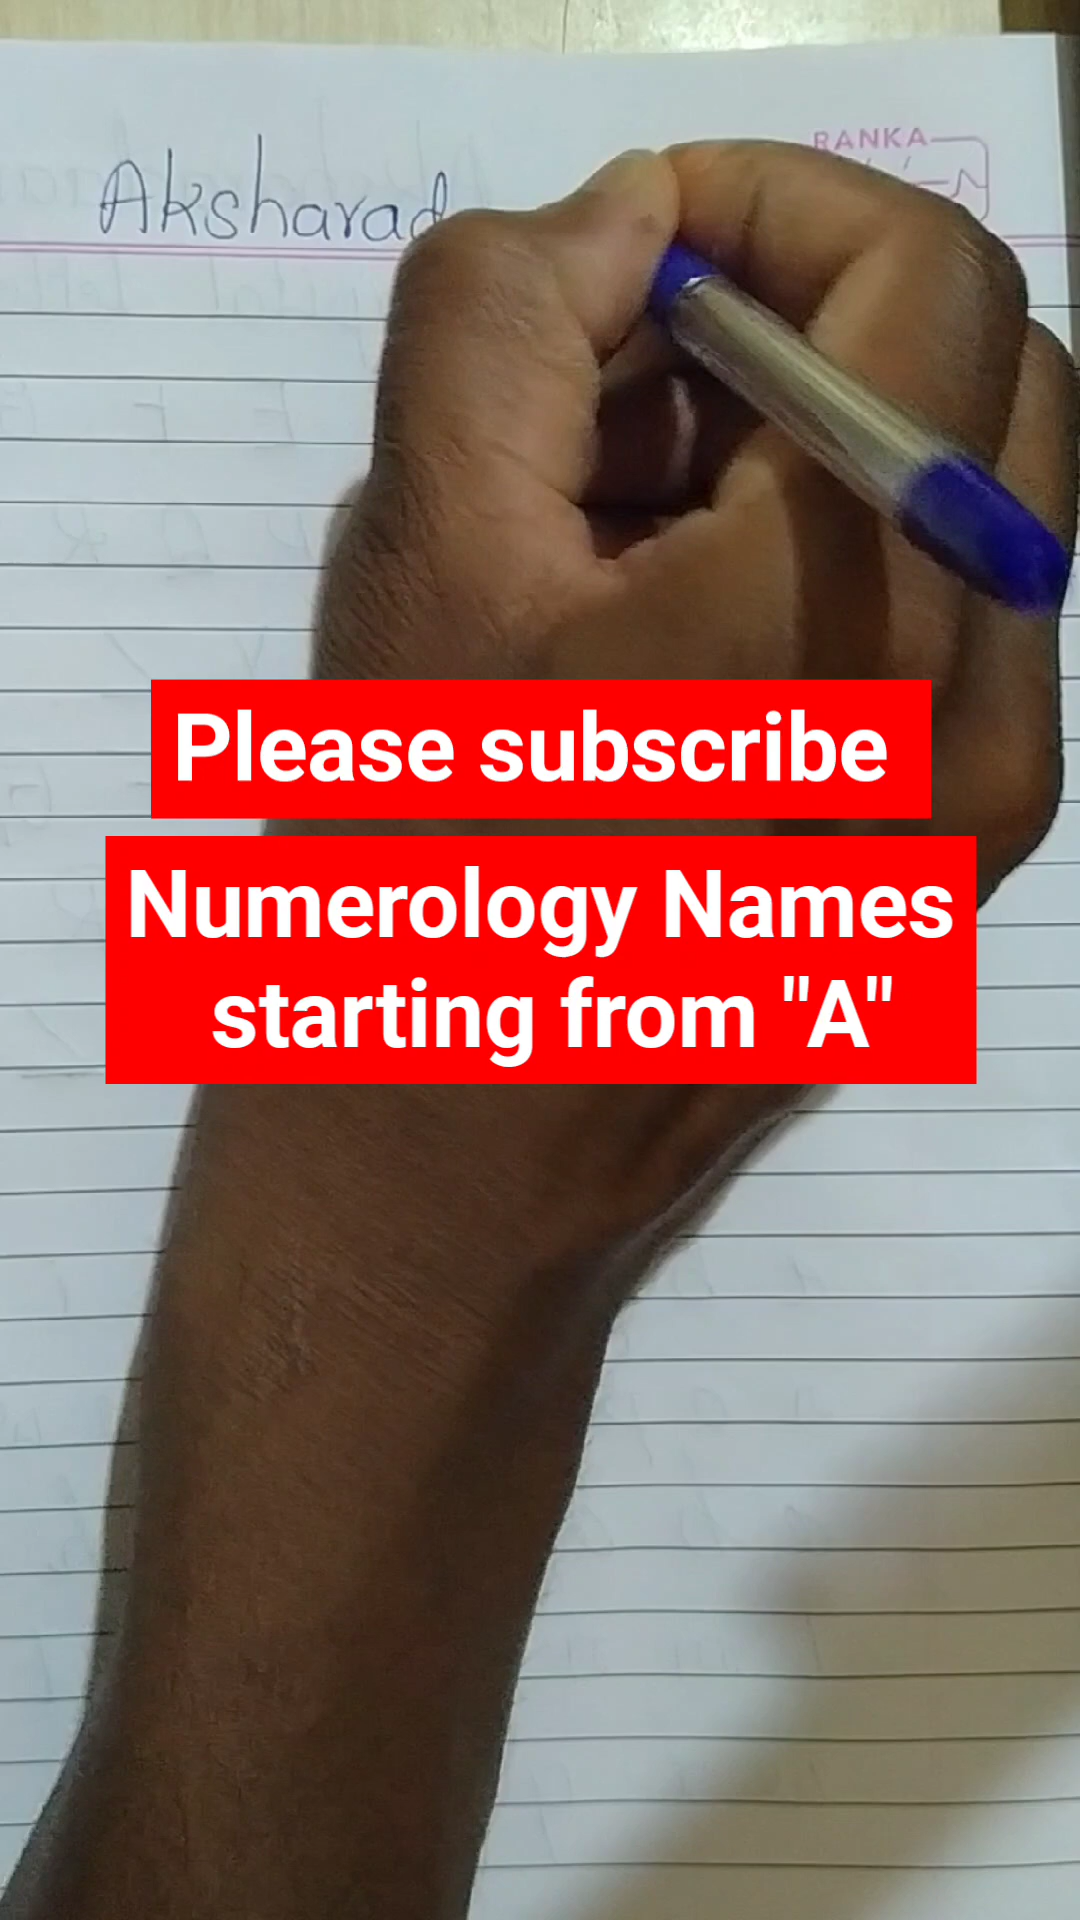 RANKA
Aksharad
Please subscribe
Numerology Names
starting from "A"